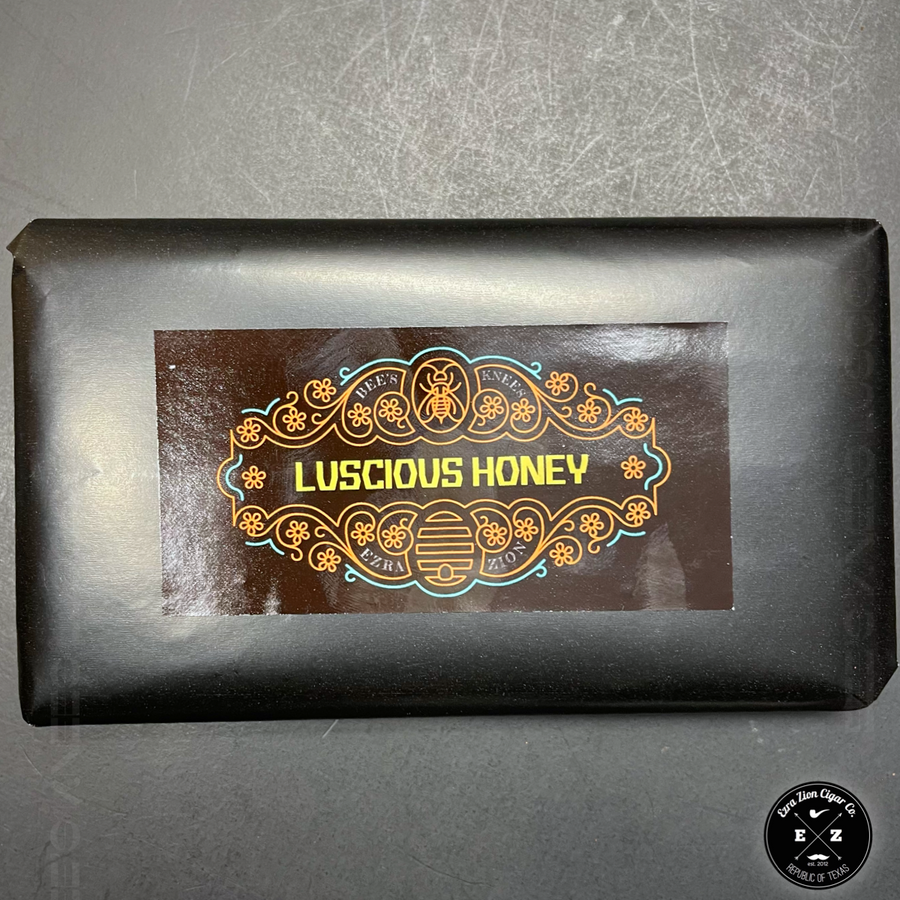 BEE'S KNEES
LUSCIOUS HONEY
EZRA ZION
Ezra Zion Cigar Co.
E Z
est. 2012
REPUBLIC OF TEXAS